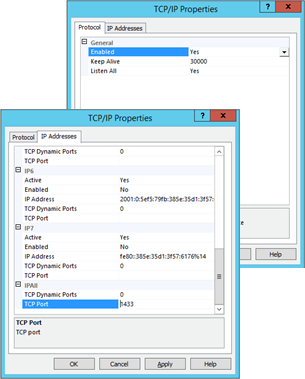 TCP/IP Properties
?
x
Protocol
IP Addresses
General
Enabled Yes
Keep Alive 30000
Listen All Yes
Help
TCP/IP Properties
?
x
Protocol
IP Addresses
TCP Dynamic Ports 0
TCP Port
IP6
Active Yes
Enabled No
IP Address 2001:0:5ef5:79fb:385e:35d1:3f57:
TCP Dynamic Ports 0
TCP Port
IP7
Active Yes
Enabled No
IP Address fe80::385e:35d1:3f57:6176%14
TCP Dynamic Ports 0
TCP Port
IPAll
TCP Dynamic Ports 0
TCP Port 1433
TCP Port
TCP port
OK
Cancel
Apply
Help